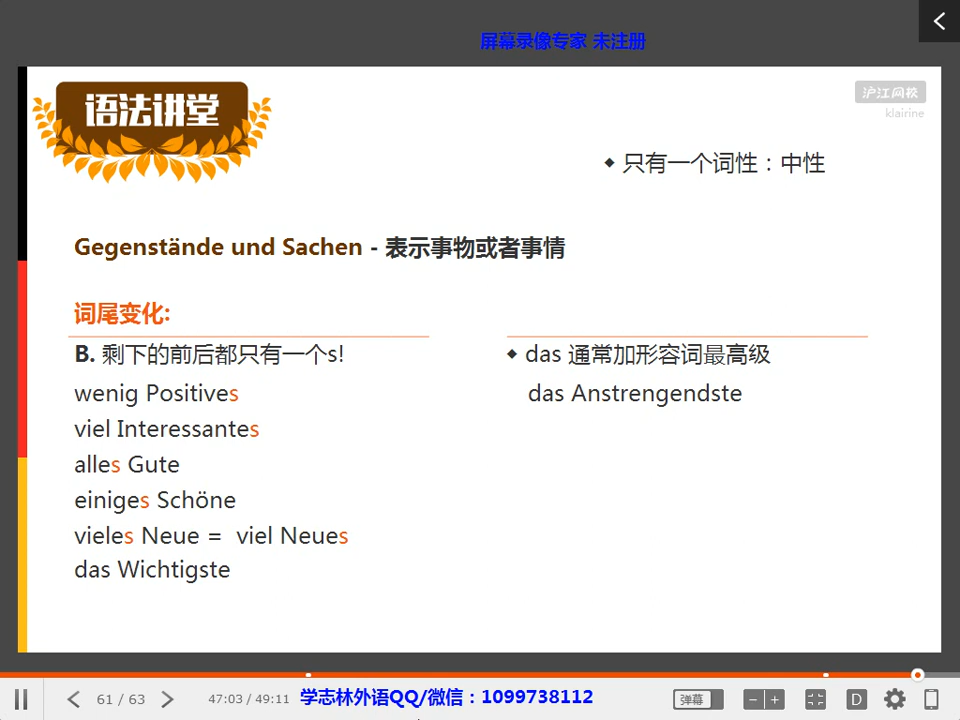 屏幕录像专家 未注册
语法讲堂
沪江网校
klairine
◆ 只有一个词性：中性
Gegenstände und Sachen - 表示事物或者事情
词尾变化:
B. 剩下的前后都只有一个s!
wenig Positives
viel Interessantes
alles Gute
einiges Schöne
vieles Neue = viel Neues
das Wichtigste
◆ das 通常加形容词最高级
das Anstrengendste
61 / 63
47:03 / 49:11
学志林外语QQ/微信：1099738112
弹幕
D